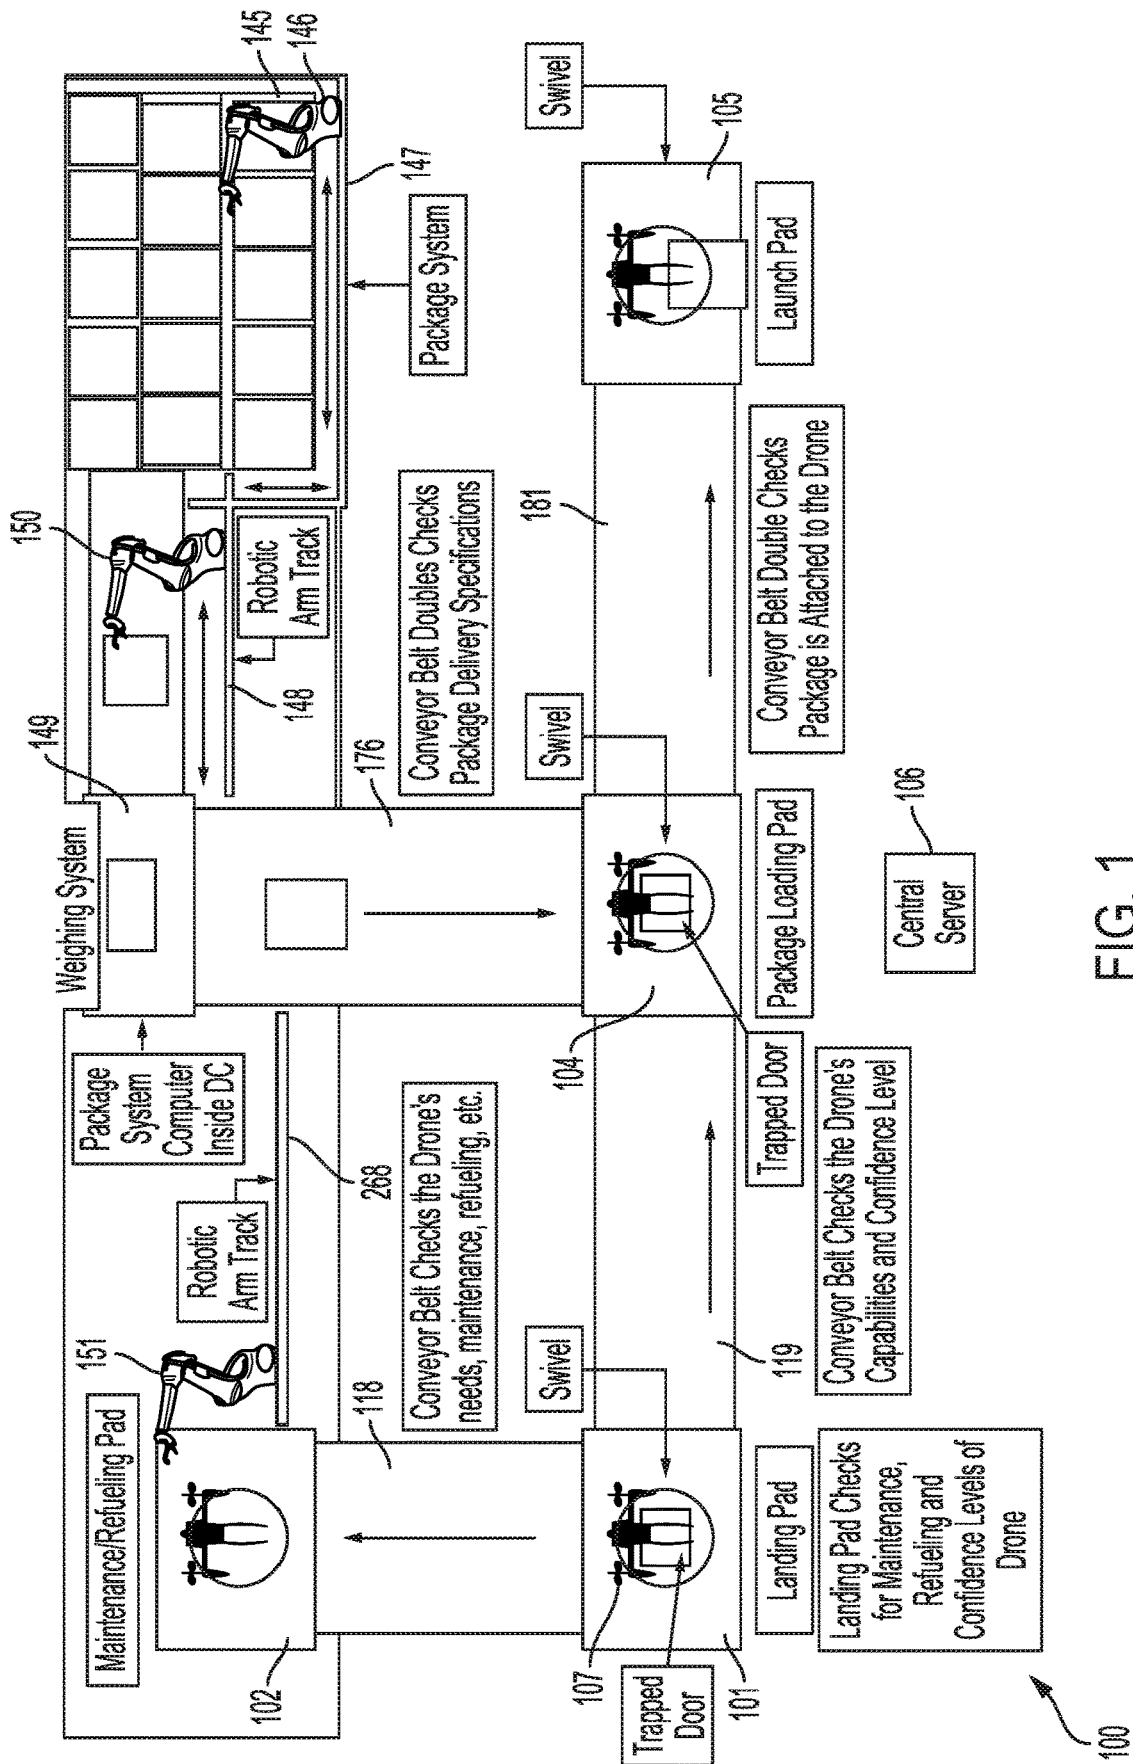 145
146
147
Package System
150
Robotic
Arm Track
148
149
Weighing System
Package
System
Computer
Inside DC
Robotic
Arm Track
268
151
Maintenance/Refueling Pad
102
118
Conveyor Belt Checks the Drone's
needs, maintenance, refueling, etc.
176
Conveyor Belt Doubles Checks
Package Delivery Specifications
Swivel
Swivel
Swivel
105
181
104
107
Trapped
Door
101
Landing Pad
Landing Pad Checks
for Maintenance,
Refueling and
Confidence Levels of
Drone
119
Conveyor Belt Checks the Drone's
Capabilities and Confidence Level
Trapped Door
Package Loading Pad
Conveyor Belt Double Checks
Package is Attached to the Drone
Launch Pad
106
Central
Server
100
FIG. 1